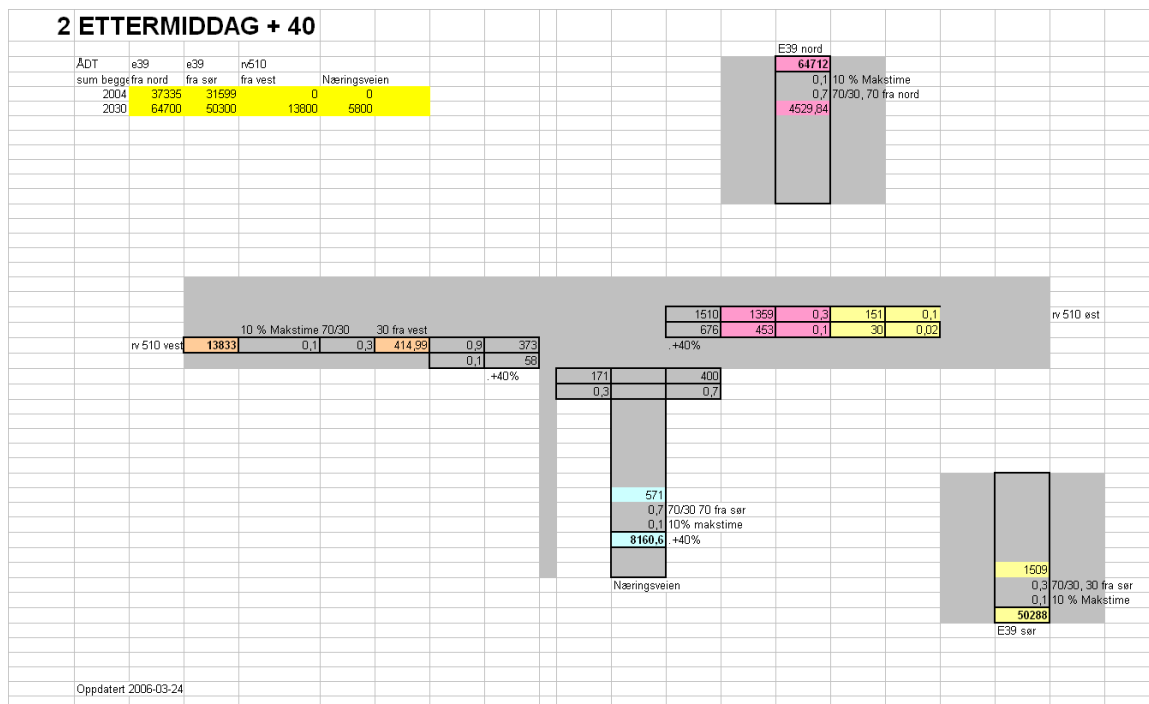 2 ETTERMIDDAG + 40
E39 nord
ÅDT e39 e39 rv510 64712
sum begge fra nord fra sør fra vest Næringsveien 0,1 10 % Makstime
2004 37335 31599 0 0 0,7 70/30, 70 fra nord
2030 64700 50300 13800 5800 4529,84
1510 1359 0,3 151 0,1 rv 510 øst
10 % Makstime 70/30 30 fra vest 676 453 0,1 30 0,02
rv 510 vest 13833 0,1 0,3 414,99 0,9 373 .+40%
0,1 58
.+40% 171 400
0,3 0,7
571
0,7 70/30 70 fra sør
0,1 10% makstime
8160,6 .+40%
1509
Næringsveien 0,3 70/30, 30 fra sør
0,1 10 % Makstime
50288
E39 sør
Oppdatert 2006-03-24